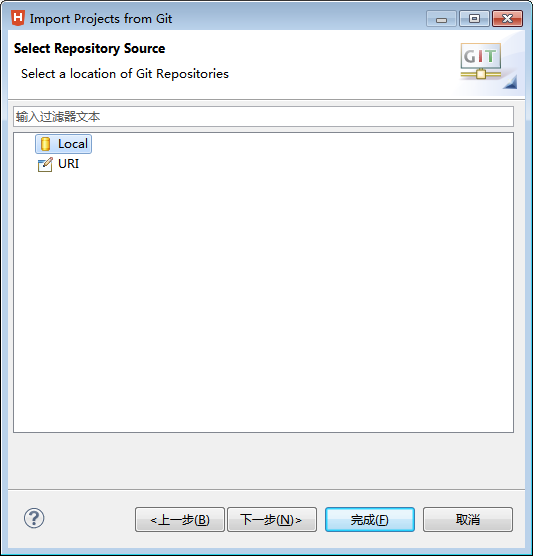 Import Projects from Git
Select Repository Source
Select a location of Git Repositories
GIT
输入过滤器文本
Local
URI
<上一步(B) 下一步(N)> 完成(F) 取消